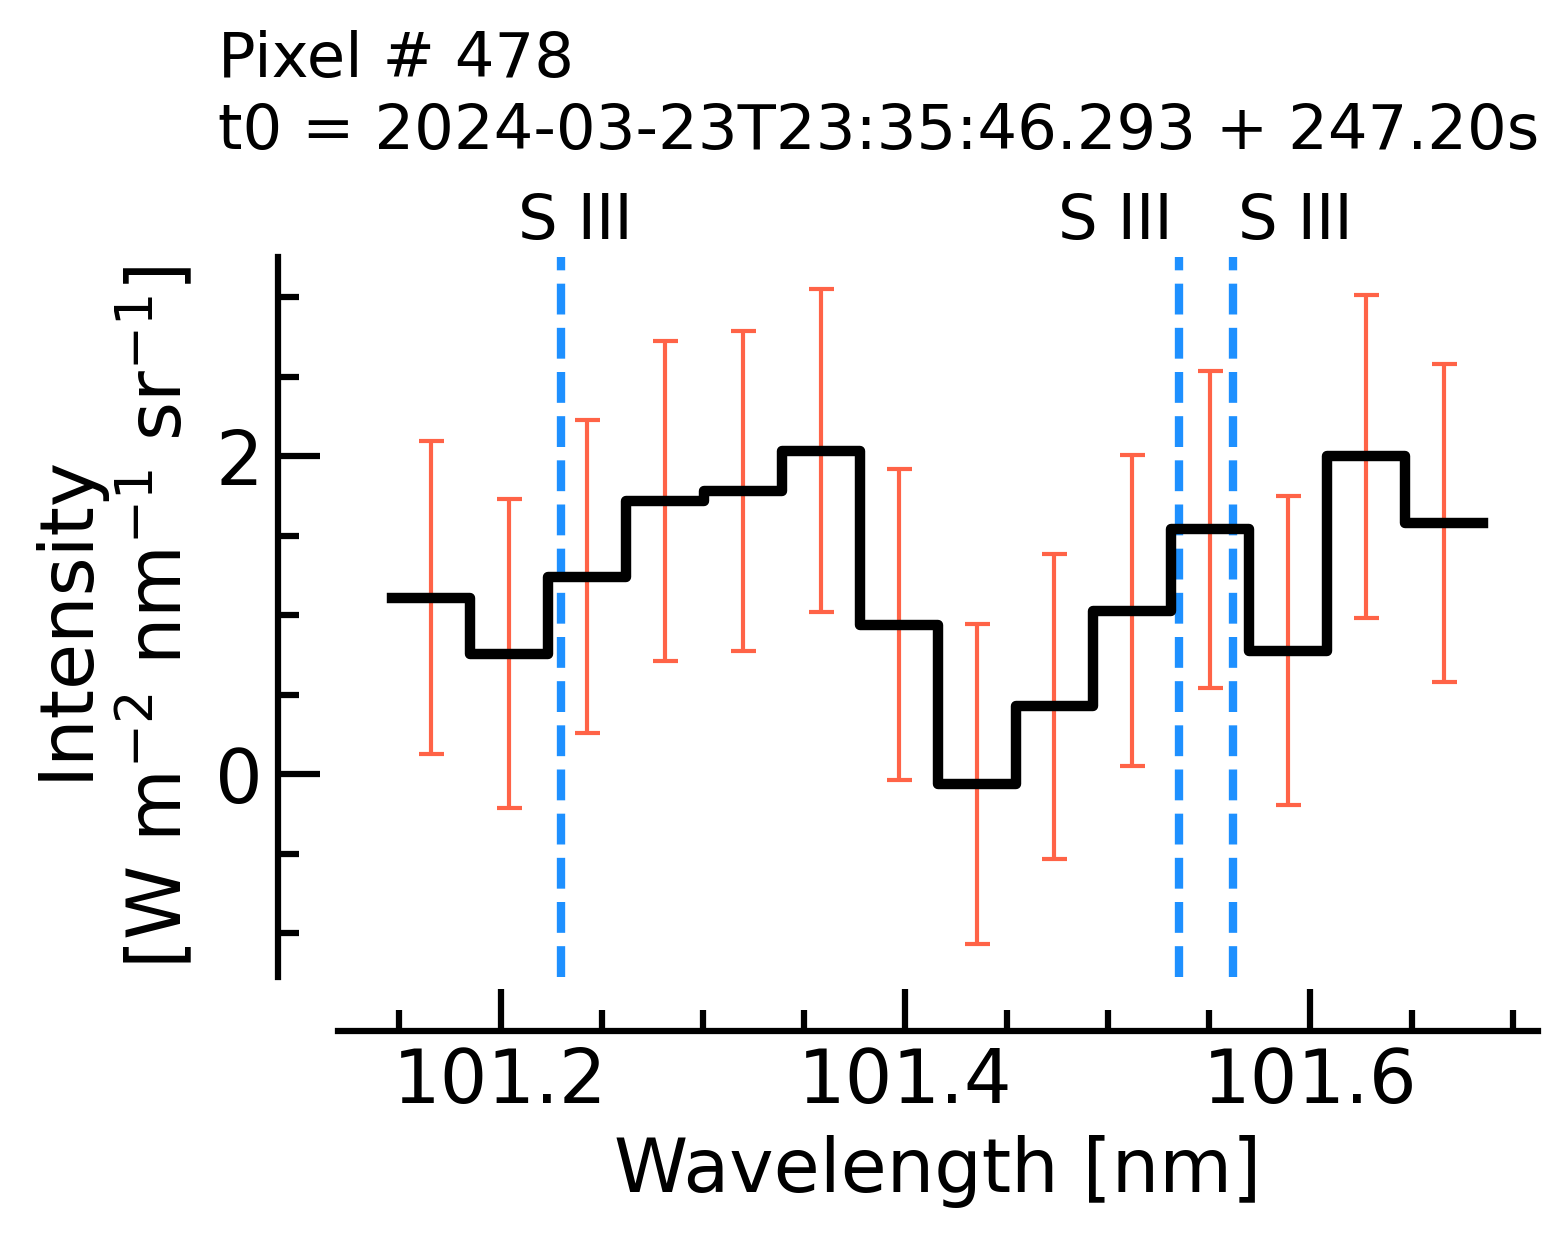 Pixel # 478
t0 = 2024-03-23T23:35:46.293 + 247.20s
S III S III S III
Intensity
[W m⁻² nm⁻¹ sr⁻¹]
2
0
101.2 101.4 101.6
Wavelength [nm]